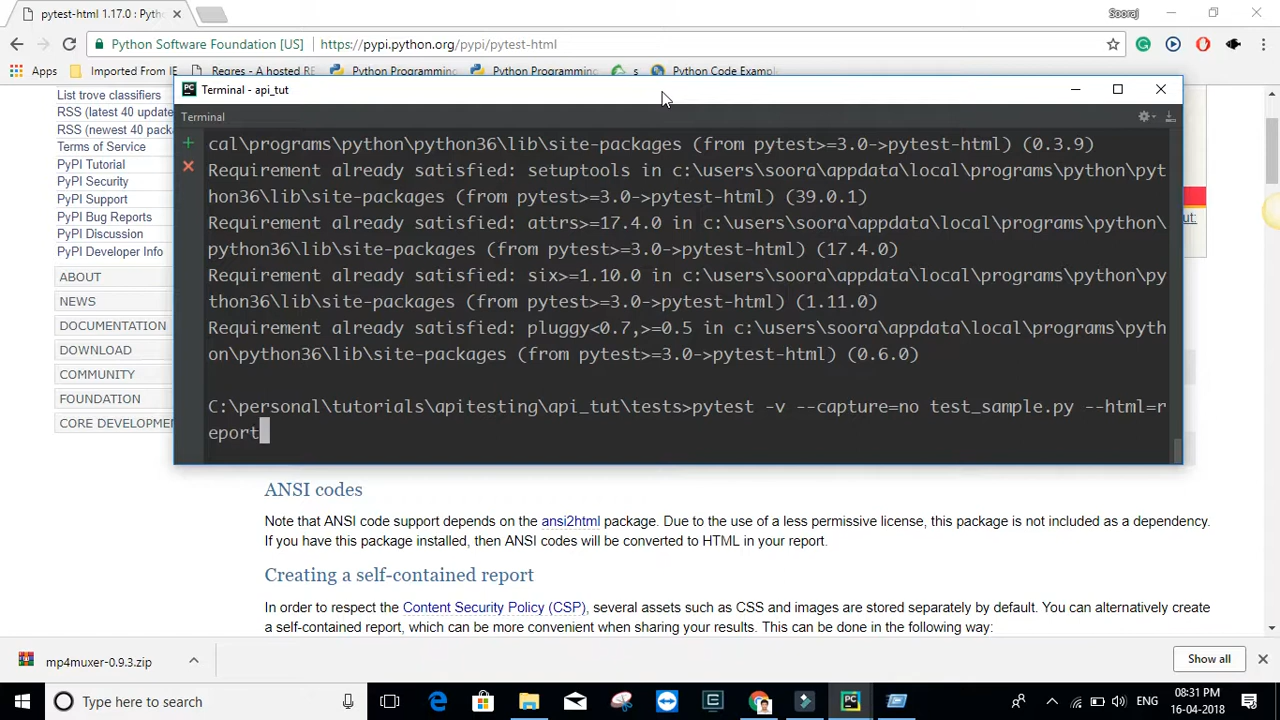 pytest-html 1.17.0 : Pyth
Sooraj
Python Software Foundation [US]
https://pypi.python.org/pypi/pytest-html
Apps
Imported From IE
Reqres - A hosted RE
Python Programming
Python Programming
s
Python Code Example
List trove classifiers
RSS (latest 40 update
RSS (newest 40 pack
Terms of Service
PyPI Tutorial
PyPI Security
PyPI Support
PyPI Bug Reports
PyPI Discussion
PyPI Developer Info
ABOUT
NEWS
DOCUMENTATION
DOWNLOAD
COMMUNITY
FOUNDATION
CORE DEVELOPMEN
Terminal - api_tut
Terminal
cal\programs\python\python36\lib\site-packages (from pytest>=3.0->pytest-html) (0.3.9)
Requirement already satisfied: setuptools in c:\users\soora\appdata\local\programs\python\pyt
hon36\lib\site-packages (from pytest>=3.0->pytest-html) (39.0.1)
Requirement already satisfied: attrs>=17.4.0 in c:\users\soora\appdata\local\programs\python\
python36\lib\site-packages (from pytest>=3.0->pytest-html) (17.4.0)
Requirement already satisfied: six>=1.10.0 in c:\users\soora\appdata\local\programs\python\py
thon36\lib\site-packages (from pytest>=3.0->pytest-html) (1.11.0)
Requirement already satisfied: pluggy<0.7,>=0.5 in c:\users\soora\appdata\local\programs\pyth
on\python36\lib\site-packages (from pytest>=3.0->pytest-html) (0.6.0)
C:\personal\tutorials\apitesting\api_tut\tests>pytest -v --capture=no test_sample.py --html=r
eport
ut:
ANSI codes
Note that ANSI code support depends on the ansi2html package. Due to the use of a less permissive license, this package is not included as a dependency.
If you have this package installed, then ANSI codes will be converted to HTML in your report.
Creating a self-contained report
In order to respect the Content Security Policy (CSP), several assets such as CSS and images are stored separately by default. You can alternatively create
a self-contained report, which can be more convenient when sharing your results. This can be done in the following way:
mp4muxer-0.9.3.zip
Show all
Type here to search
ENG
08:31 PM
16-04-2018